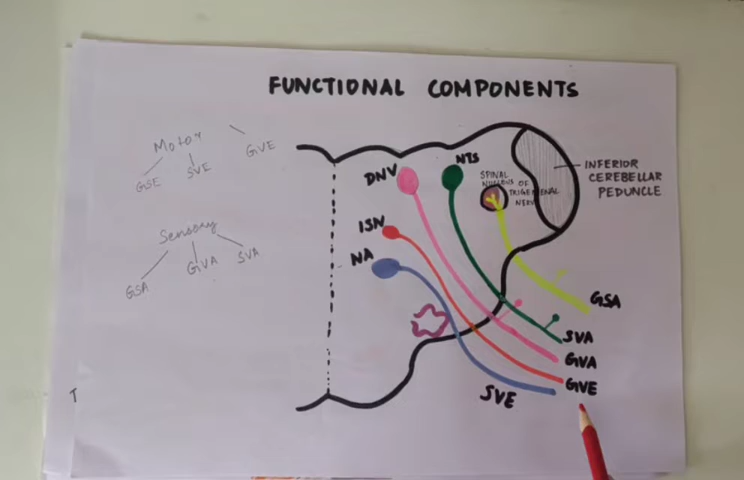 FUNCTIONAL COMPONENTS
Motor
GSE
SVE
GVE
Sensory
GSA
GVA
SVA
DNV
NTS
SPINAL
NUCLEUS OF
TRIGEMENAL
NERVE
INFERIOR
CEREBELLAR
PEDUNCLE
ISN
NA
GSA
SVA
GVA
GVE
SVE
T